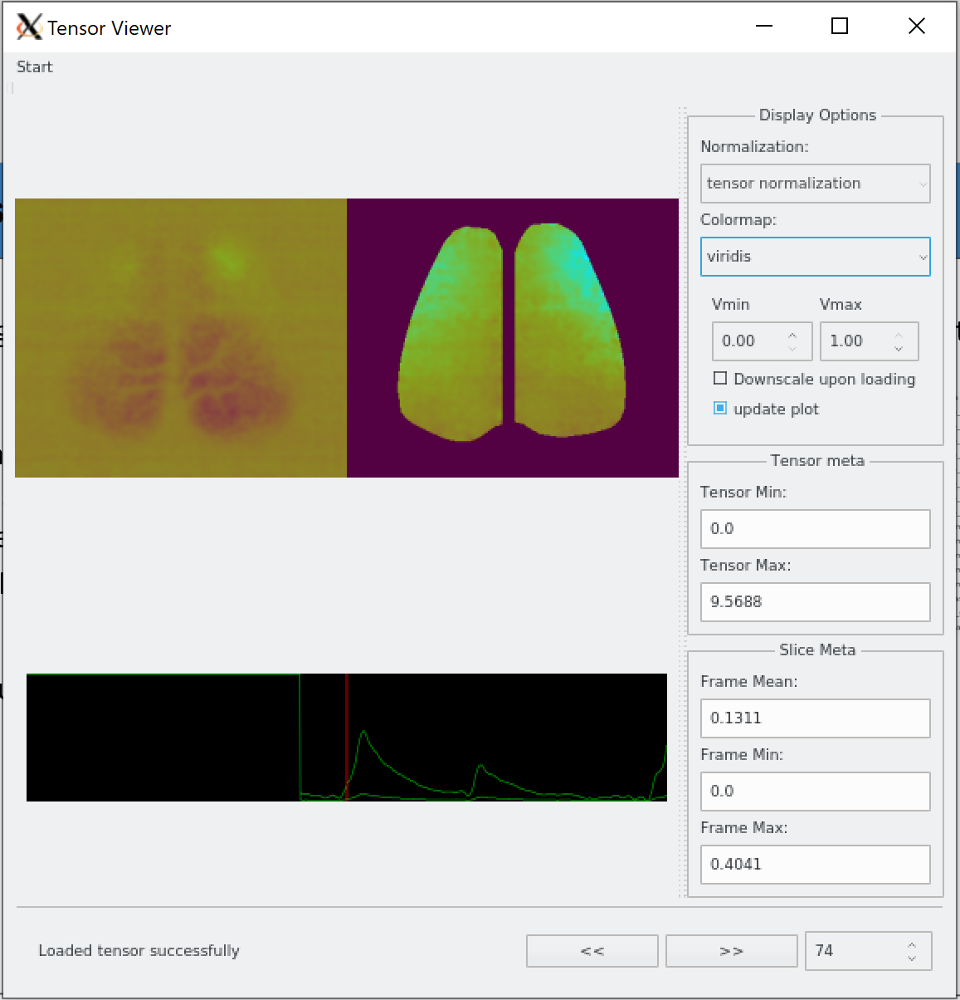 Tensor Viewer
Start
Display Options
Normalization:
tensor normalization
Colormap:
viridis
Vmin Vmax
0.00 1.00
Downscale upon loading
update plot
Tensor meta
Tensor Min:
0.0
Tensor Max:
9.5688
Slice Meta
Frame Mean:
0.1311
Frame Min:
0.0
Frame Max:
0.4041
Loaded tensor successfully << >> 74